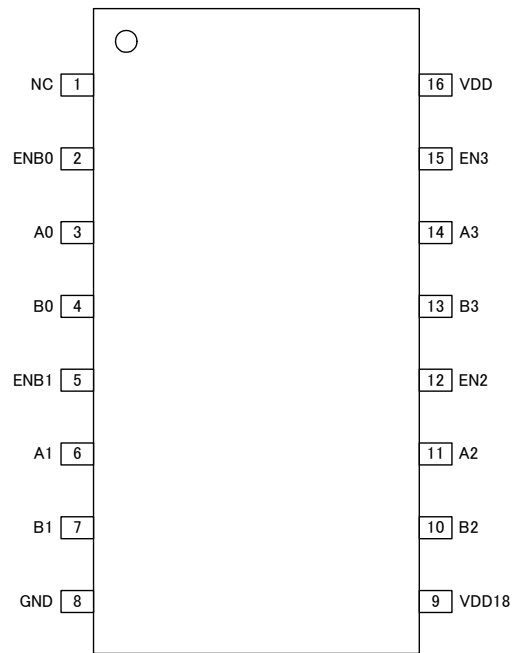 NC 1 16 VDD
ENB0 2 15 EN3
A0 3 14 A3
B0 4 13 B3
ENB1 5 12 EN2
A1 6 11 A2
B1 7 10 B2
GND 8 9 VDD18